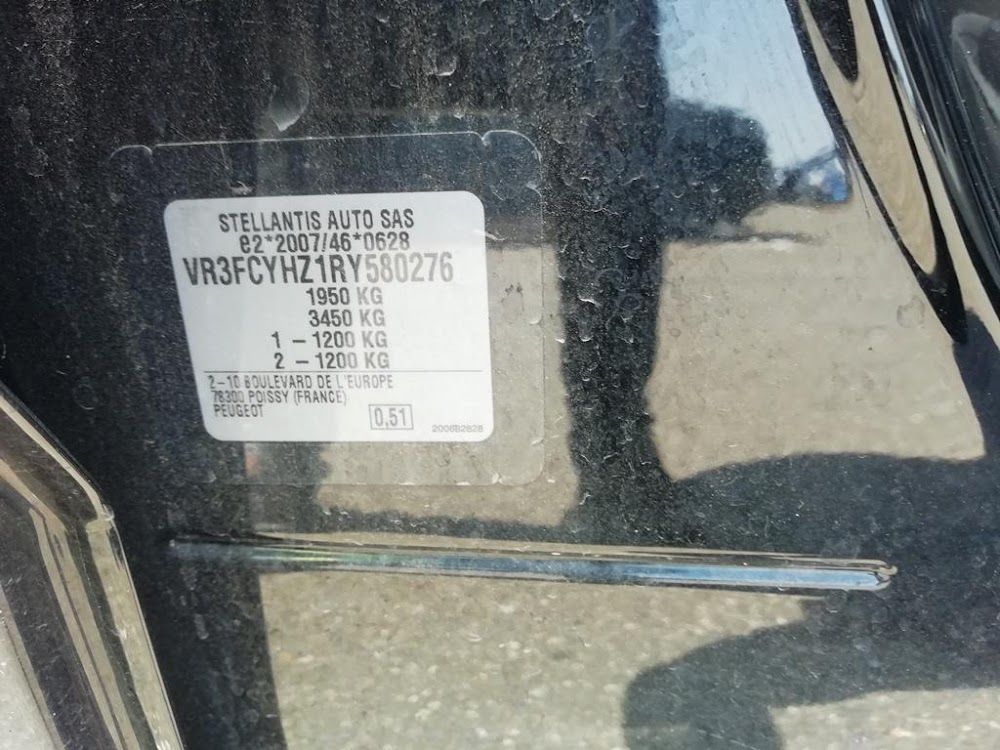 STELLANTIS AUTO SAS
e2*2007/46*0628
VR3FCYHZ1RY580276
1950 KG
3450 KG
1 – 1200 KG
2 – 1200 KG
2–10 BOULEVARD DE L'EUROPE
78300 POISSY (FRANCE)
PEUGEOT
0,51